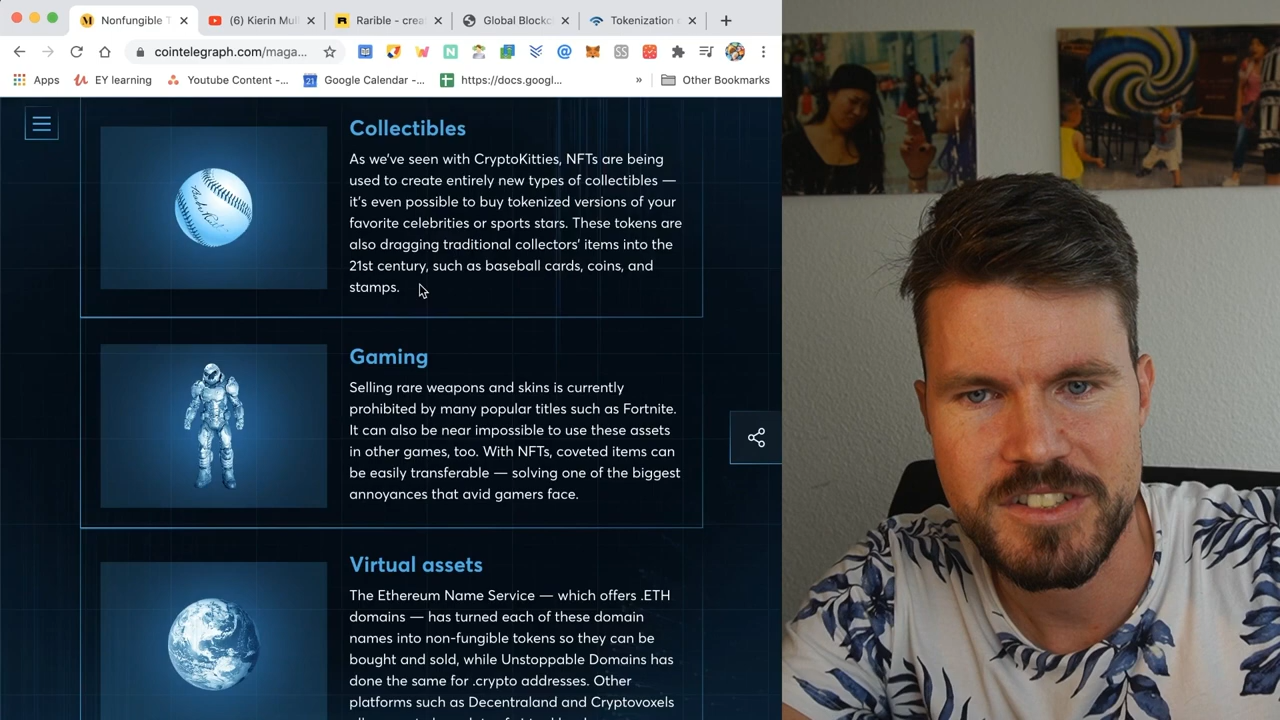 Nonfungible T
(6) Kierin Mull
Rarible - crea
Global Blockc
Tokenization o
cointelegraph.com/maga...
Apps
EY learning
Youtube Content -...
Google Calendar -...
https://docs.googl...
»
Other Bookmarks
Collectibles
As we've seen with CryptoKitties, NFTs are being
used to create entirely new types of collectibles —
it's even possible to buy tokenized versions of your
favorite celebrities or sports stars. These tokens are
also dragging traditional collectors' items into the
21st century, such as baseball cards, coins, and
stamps.
Gaming
Selling rare weapons and skins is currently
prohibited by many popular titles such as Fortnite.
It can also be near impossible to use these assets
in other games, too. With NFTs, coveted items can
be easily transferable — solving one of the biggest
annoyances that avid gamers face.
Virtual assets
The Ethereum Name Service — which offers .ETH
domains — has turned each of these domain
names into non-fungible tokens so they can be
bought and sold, while Unstoppable Domains has
done the same for .crypto addresses. Other
platforms such as Decentraland and Cryptovoxels